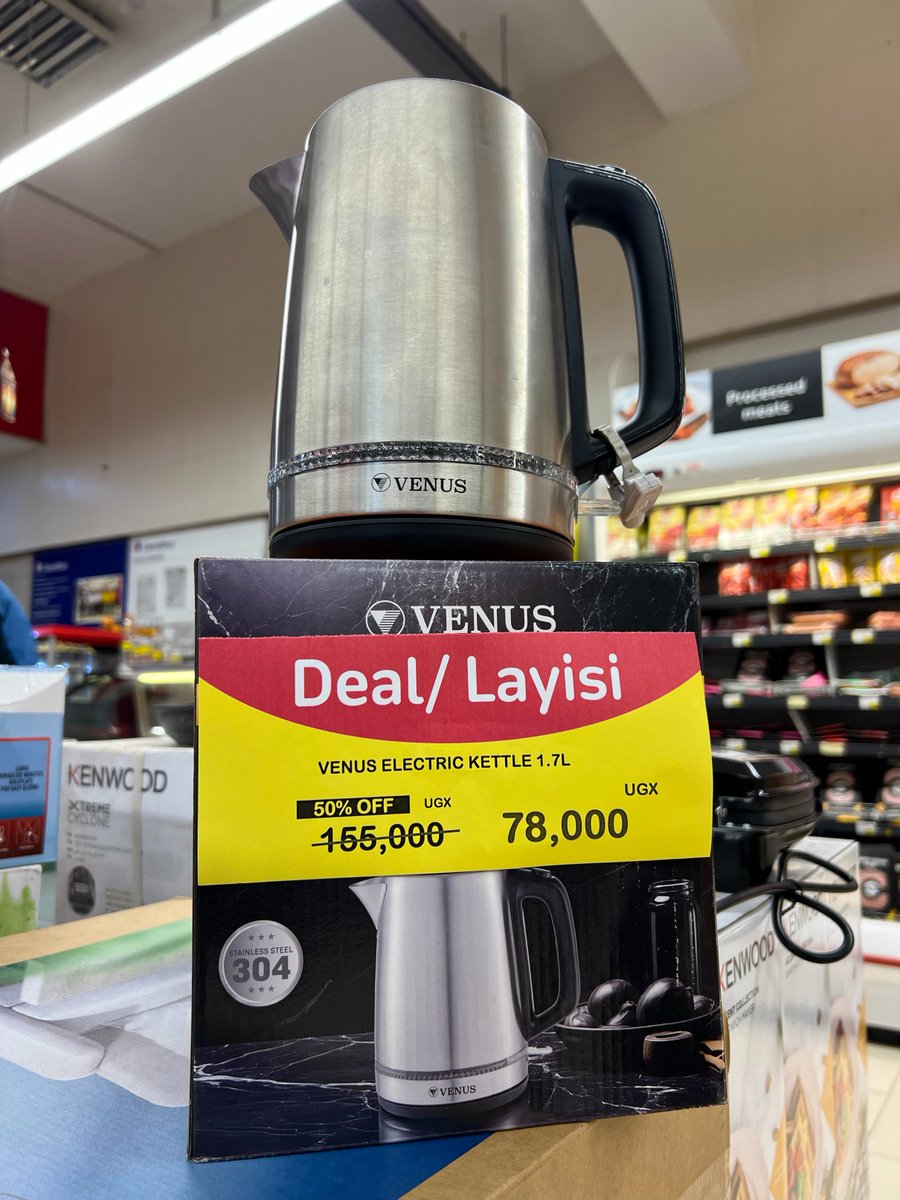 Processed
meats
VENUS
VENUS
Deal/ Layisi
VENUS ELECTRIC KETTLE 1.7L
50% OFF UGX
155,000
UGX
78,000
STAINLESS STEEL
304
VENUS
KENWOOD
XTREME
CYCLONE
KENWOOD